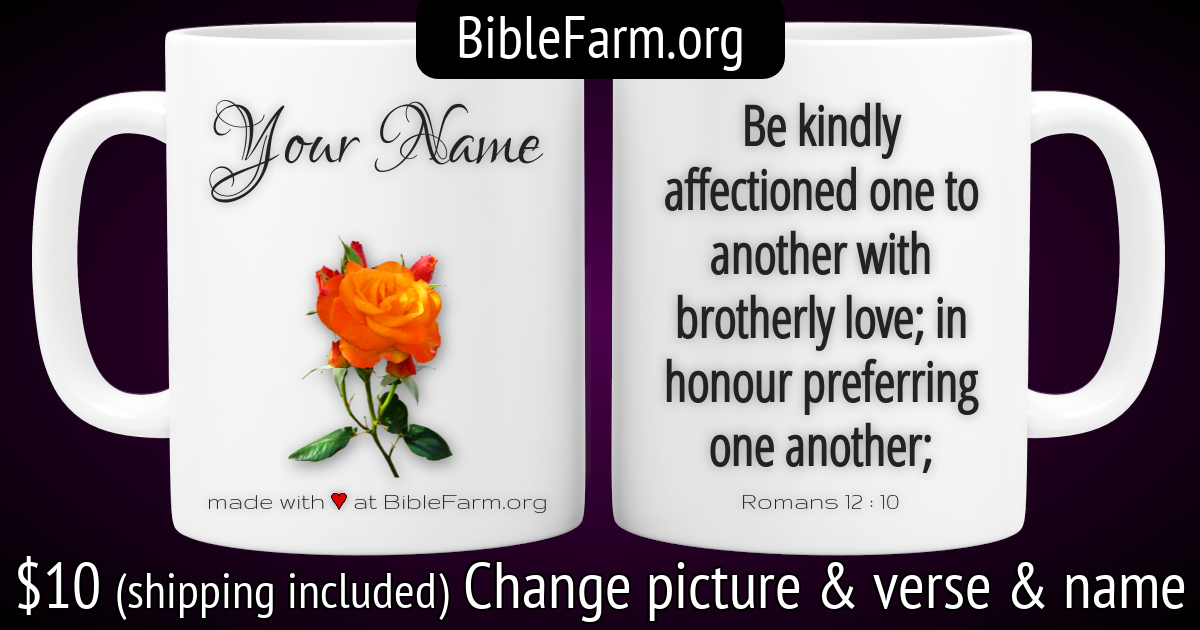 BibleFarm.org
Your Name
made with ♥ at BibleFarm.org
Be kindly
affectioned one to
another with
brotherly love; in
honour preferring
one another;
Romans 12 : 10
$10 (shipping included) Change picture & verse & name